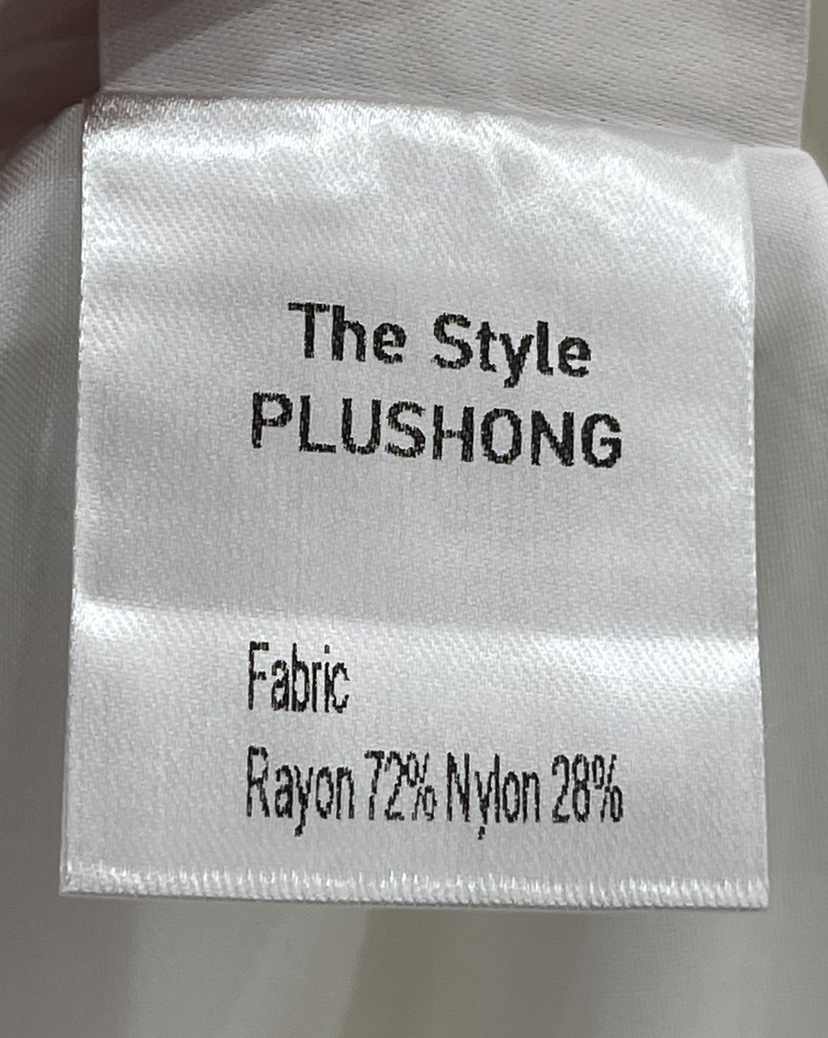 The Style
PLUSHONG
Fabric
Rayon 72% Nylon 28%